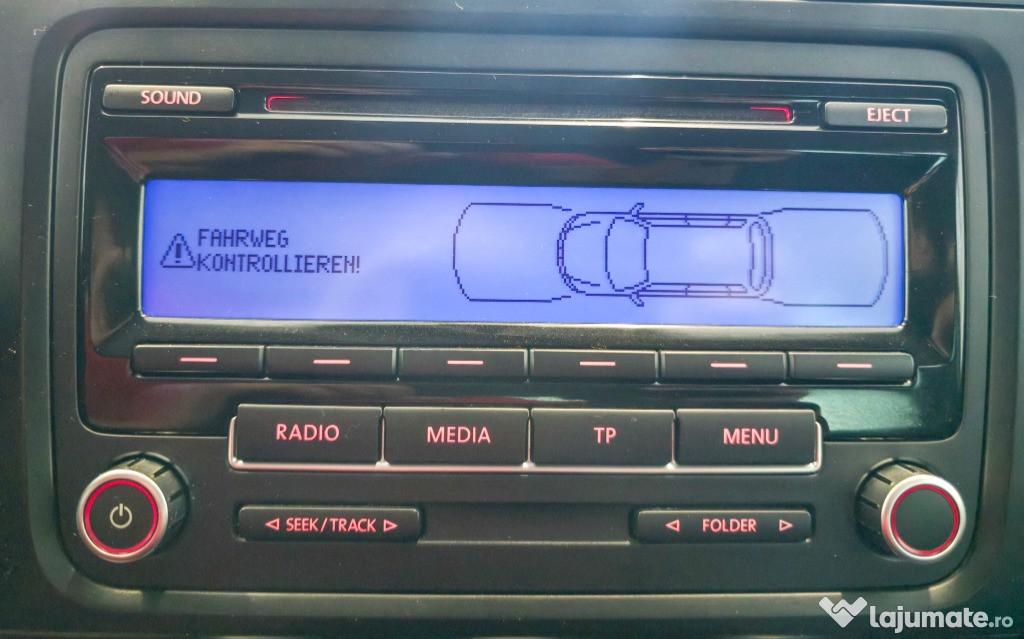 SOUND
EJECT
FAHRWEG
KONTROLLIEREN!
RADIO
MEDIA
TP
MENU
SEEK/TRACK
FOLDER
lajumate.ro